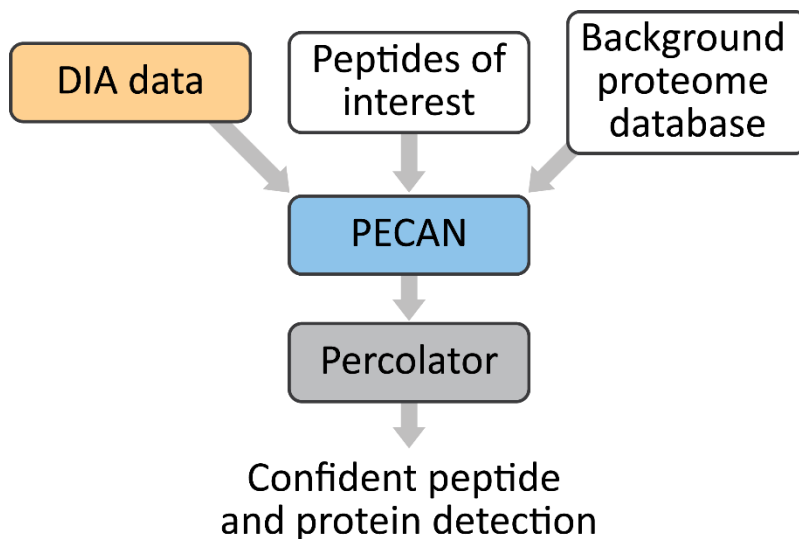 DIA data
Peptides of
interest
Background
proteome
database
PECAN
Percolator
Confident peptide
and protein detection